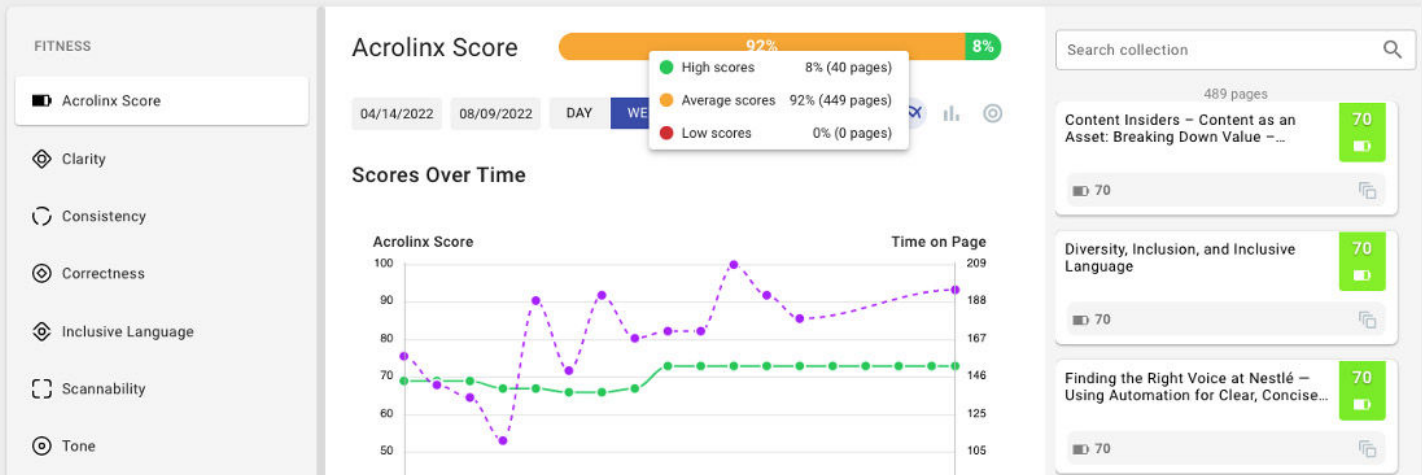 FITNESS
Acrolinx Score
Clarity
Consistency
Correctness
Inclusive Language
Scannability
Tone
Acrolinx Score
92%
8%
High scores 8% (40 pages)
Average scores 92% (449 pages)
Low scores 0% (0 pages)
04/14/2022 08/09/2022 DAY WE
Scores Over Time
Acrolinx Score
Time on Page
100 209
90 188
80 167
70 146
60 125
50 105
Search collection
489 pages
Content Insiders – Content as an
Asset: Breaking Down Value –...
70
70
Diversity, Inclusion, and Inclusive
Language
70
70
Finding the Right Voice at Nestlé —
Using Automation for Clear, Concise...
70
70